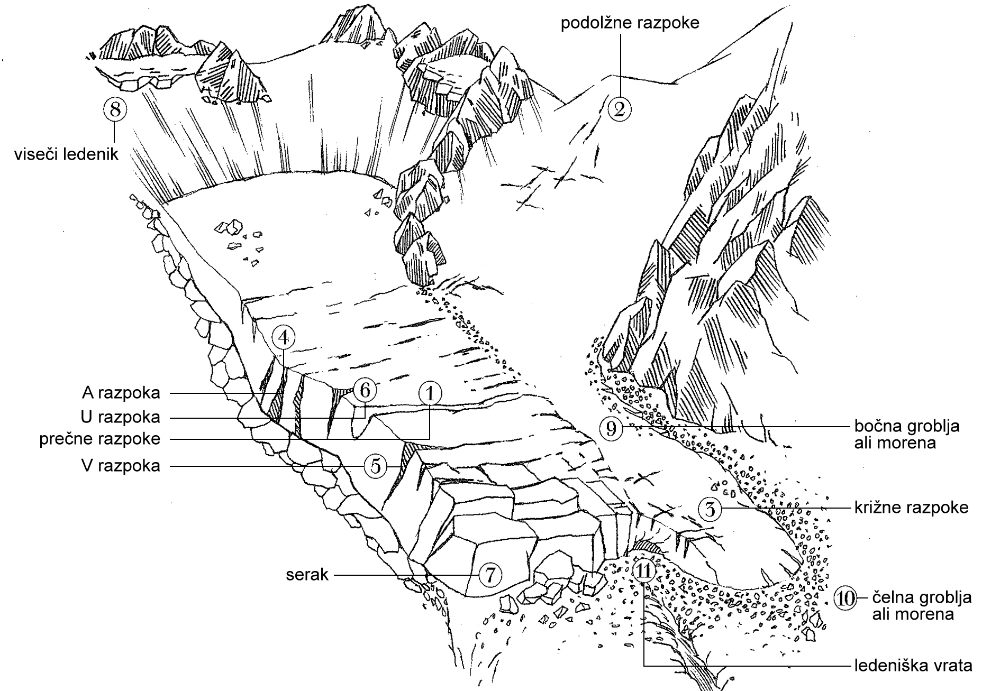 podolžne razpoke
2
8
viseči ledenik
4
A razpoka
6
1
U razpoka
prečne razpoke
V razpoka
5
9
bočna groblja
ali morena
3
križne razpoke
serak
7
11
10
čelna groblja
ali morena
ledeniška vrata